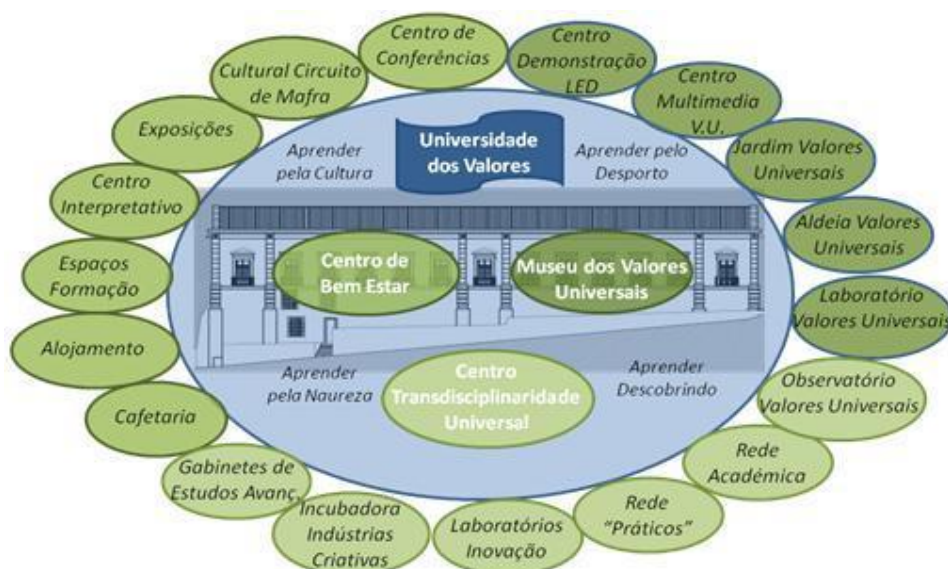 Centro de
Conferências
Centro
Demonstração
LED
Cultural Circuito
de Mafra
Centro
Multimedia
V.U.
Exposições
Universidade
dos Valores
Aprender
pela Cultura
Aprender pelo
Desporto
Jardim Valores
Universais
Centro
Interpretativo
Aldeia Valores
Universais
Espaços
Formação
Centro de
Bem Estar
Museu dos Valores
Universais
Laboratório
Valores Universais
Alojamento
Aprender
pela Naureza
Centro
Transdisciplinaridade
Universal
Aprender
Descobrindo
Observatório
Valores Universais
Cafetaria
Rede
Académica
Gabinetes de
Estudos Avanç.
Incubadora
Indústrias
Criativas
Laboratórios
Inovação
Rede
“Práticos”